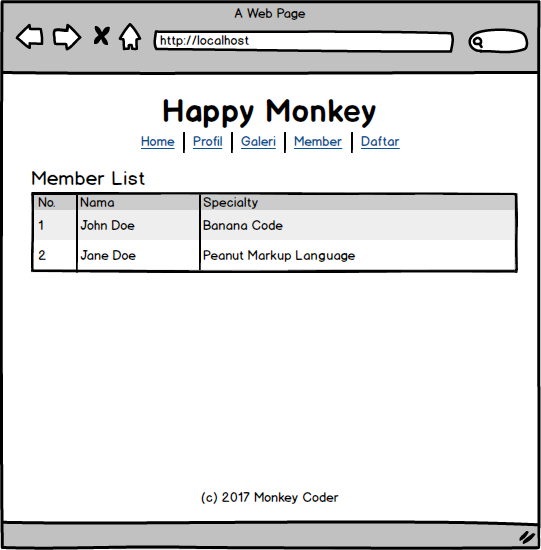 A Web Page
http://localhost
Happy Monkey
Home Profil Galeri Member Daftar
Member List
No. Nama Specialty
1 John Doe Banana Code
2 Jane Doe Peanut Markup Language
(c) 2017 Monkey Coder